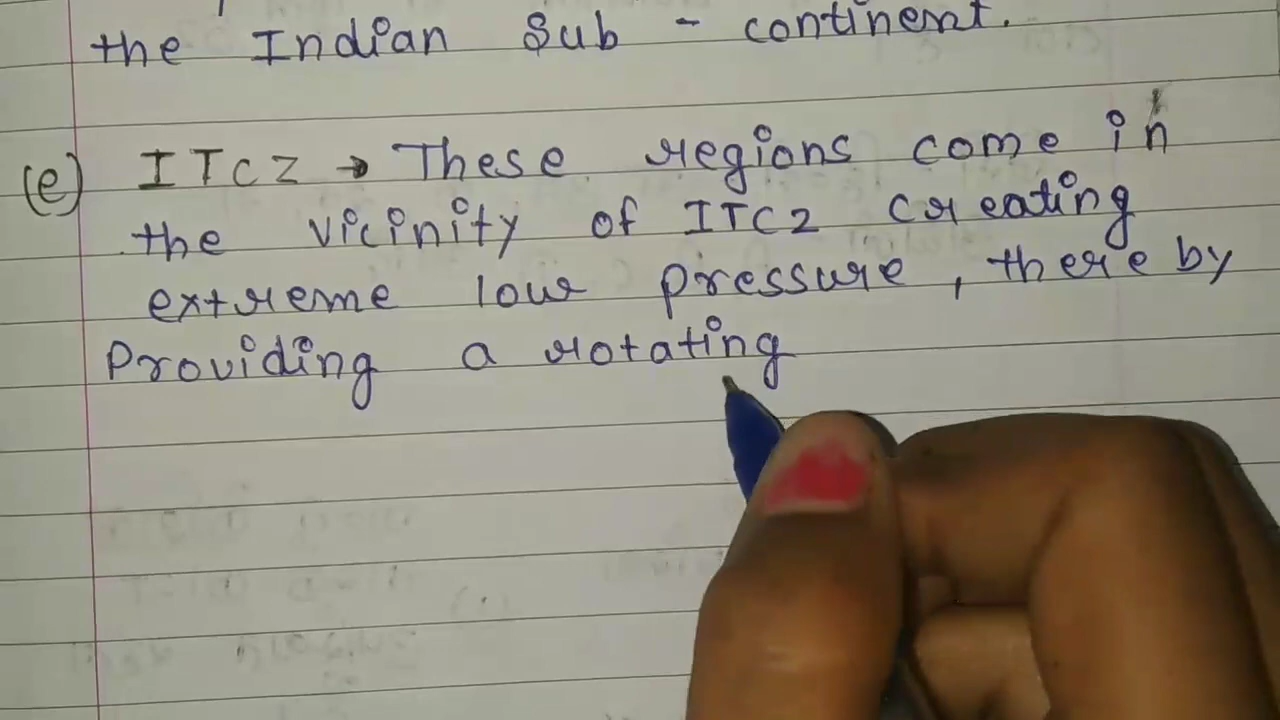 the Indian Sub - continent.
(e) ITCZ → These regions come in
the vicinity of ITCZ creating
extreme low pressure, there by
Providing a rotating